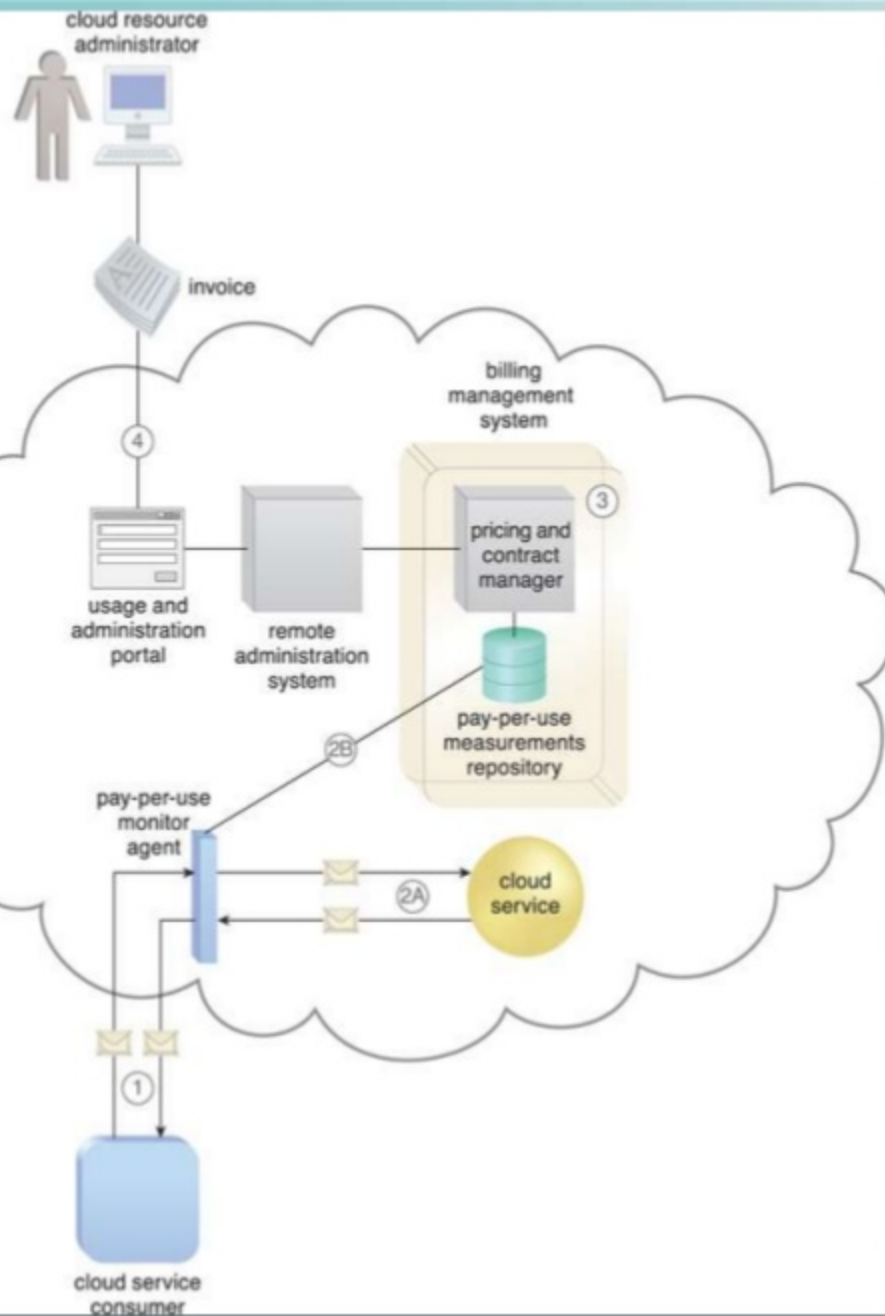 cloud resource
administrator
invoice
billing
management
system
4
3
pricing and
contract
manager
usage and
administration
portal
remote
administration
system
pay-per-use
measurements
repository
2B
pay-per-use
monitor
agent
cloud
service
2A
1
cloud service
consumer